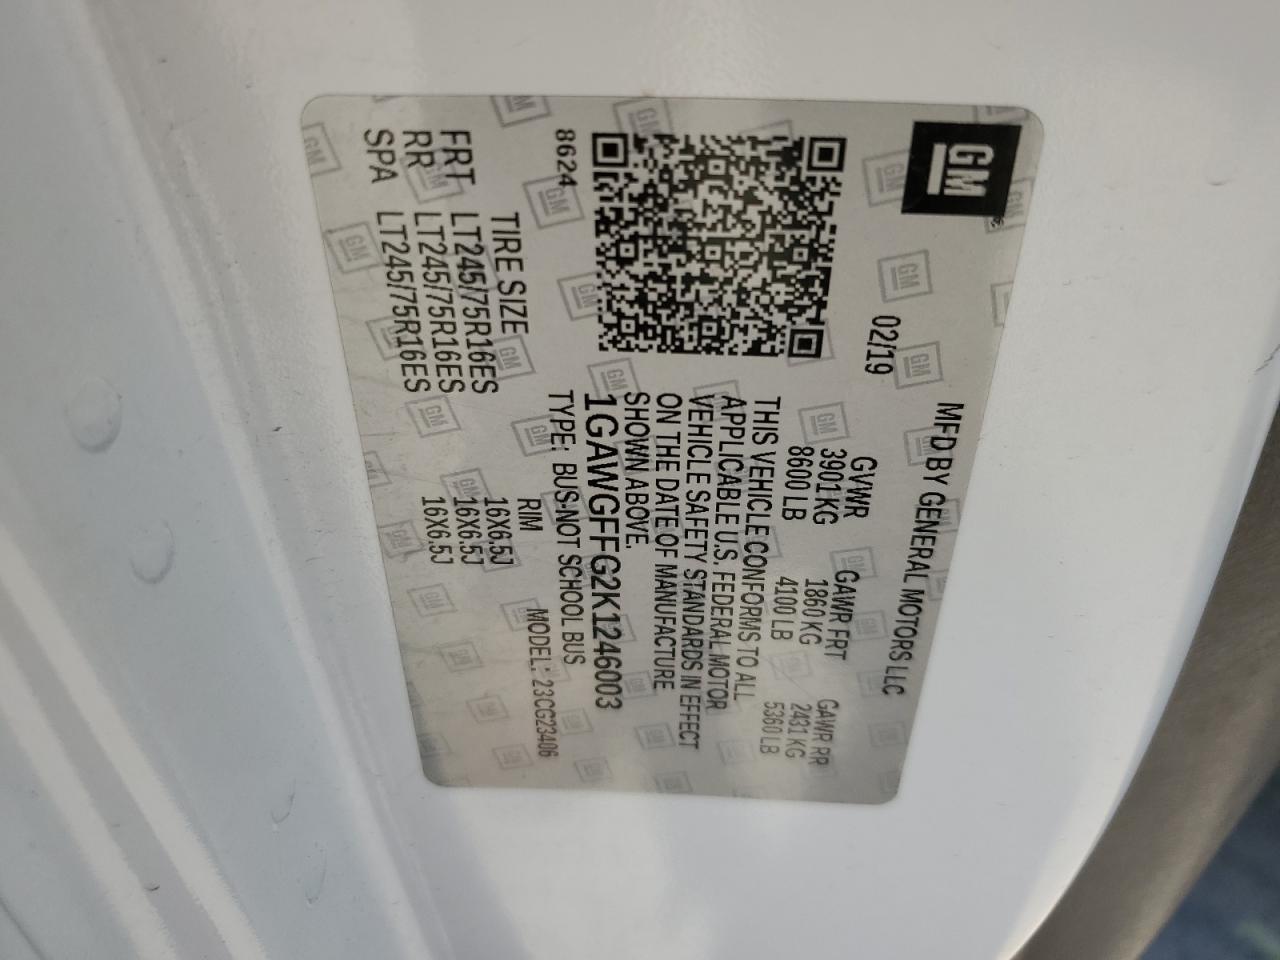 GM
MFD BY GENERAL MOTORS LLC
02/19
GVWR GAWR FRT GAWR RR
3901 KG 1860 KG 2431 KG
8600 LB 4100 LB 5360 LB
THIS VEHICLE CONFORMS TO ALL
APPLICABLE U.S. FEDERAL MOTOR
VEHICLE SAFETY STANDARDS IN EFFECT
ON THE DATE OF MANUFACTURE
SHOWN ABOVE.
1GAWGFFG2K1246003
8624 TYPE: BUS-NOT SCHOOL BUS
MODEL: 23CG23406
TIRE SIZE RIM
FRT LT245/75R16ES 16X6.5J
RR LT245/75R16ES 16X6.5J
SPA LT245/75R16ES 16X6.5J